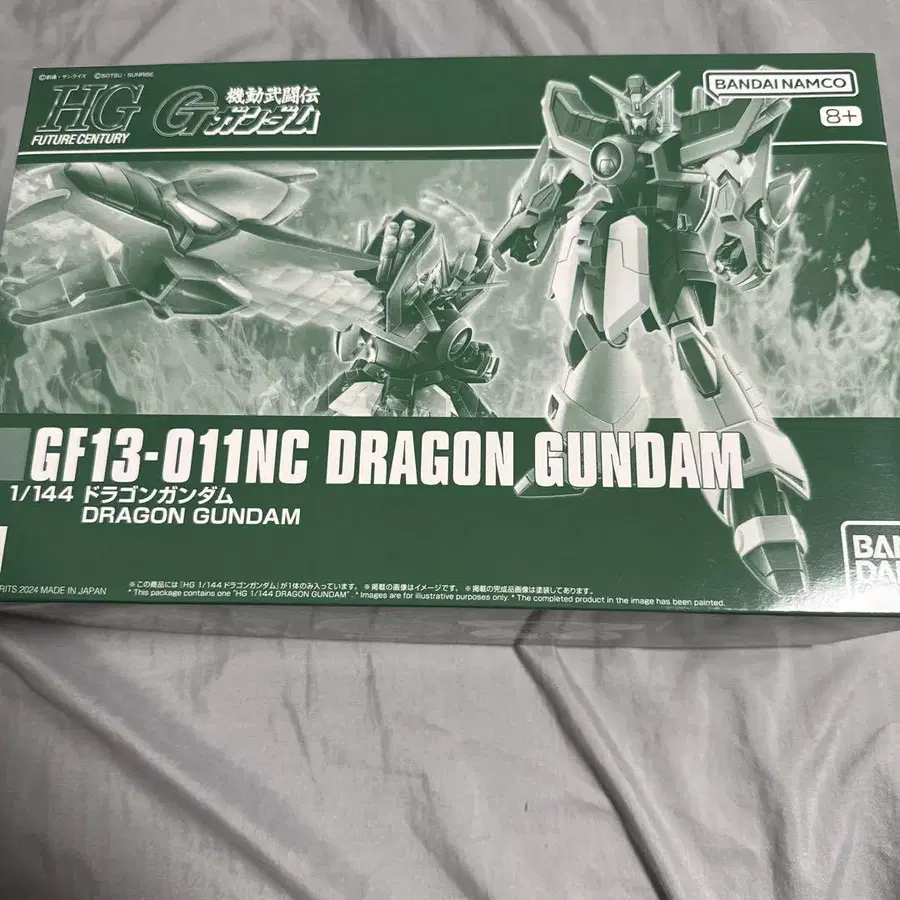 ©創通・サンライズ ©SOTSU・SUNRISE
HG
FUTURE CENTURY
機動武闘伝
Gガンダム
BANDAI NAMCO
8+
GF13-011NC DRAGON GUNDAM
1/144 ドラゴンガンダム
DRAGON GUNDAM
BAN
DAI
RITS 2024 MADE IN JAPAN
※この商品には「HG 1/144 ドラゴンガンダム」が1体のみ入っています。 ※掲載の画像はイメージです。 ※掲載の完成品画像は塗装してあります。
* This package contains one "HG 1/144 DRAGON GUNDAM". * Images are for illustrative purposes only. * The completed product in the image has been painted.